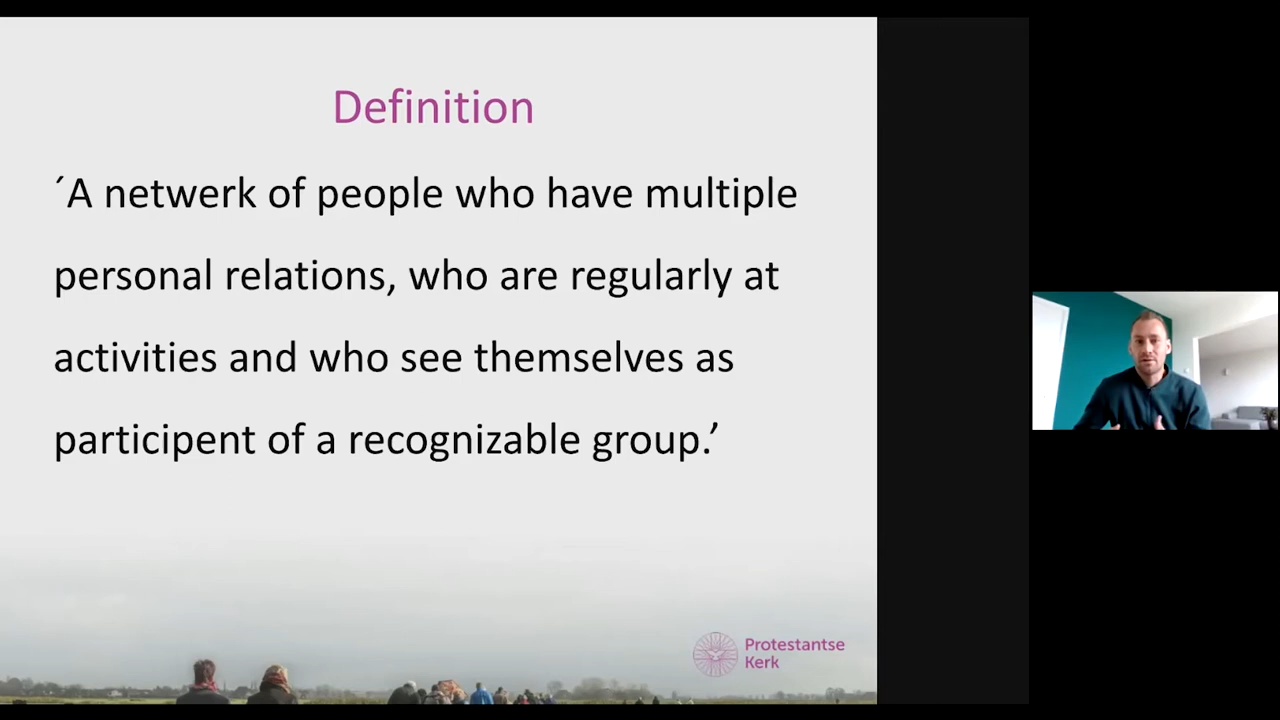 Definition
´A netwerk of people who have multiple
personal relations, who are regularly at
activities and who see themselves as
participent of a recognizable group.’
Protestantse
Kerk